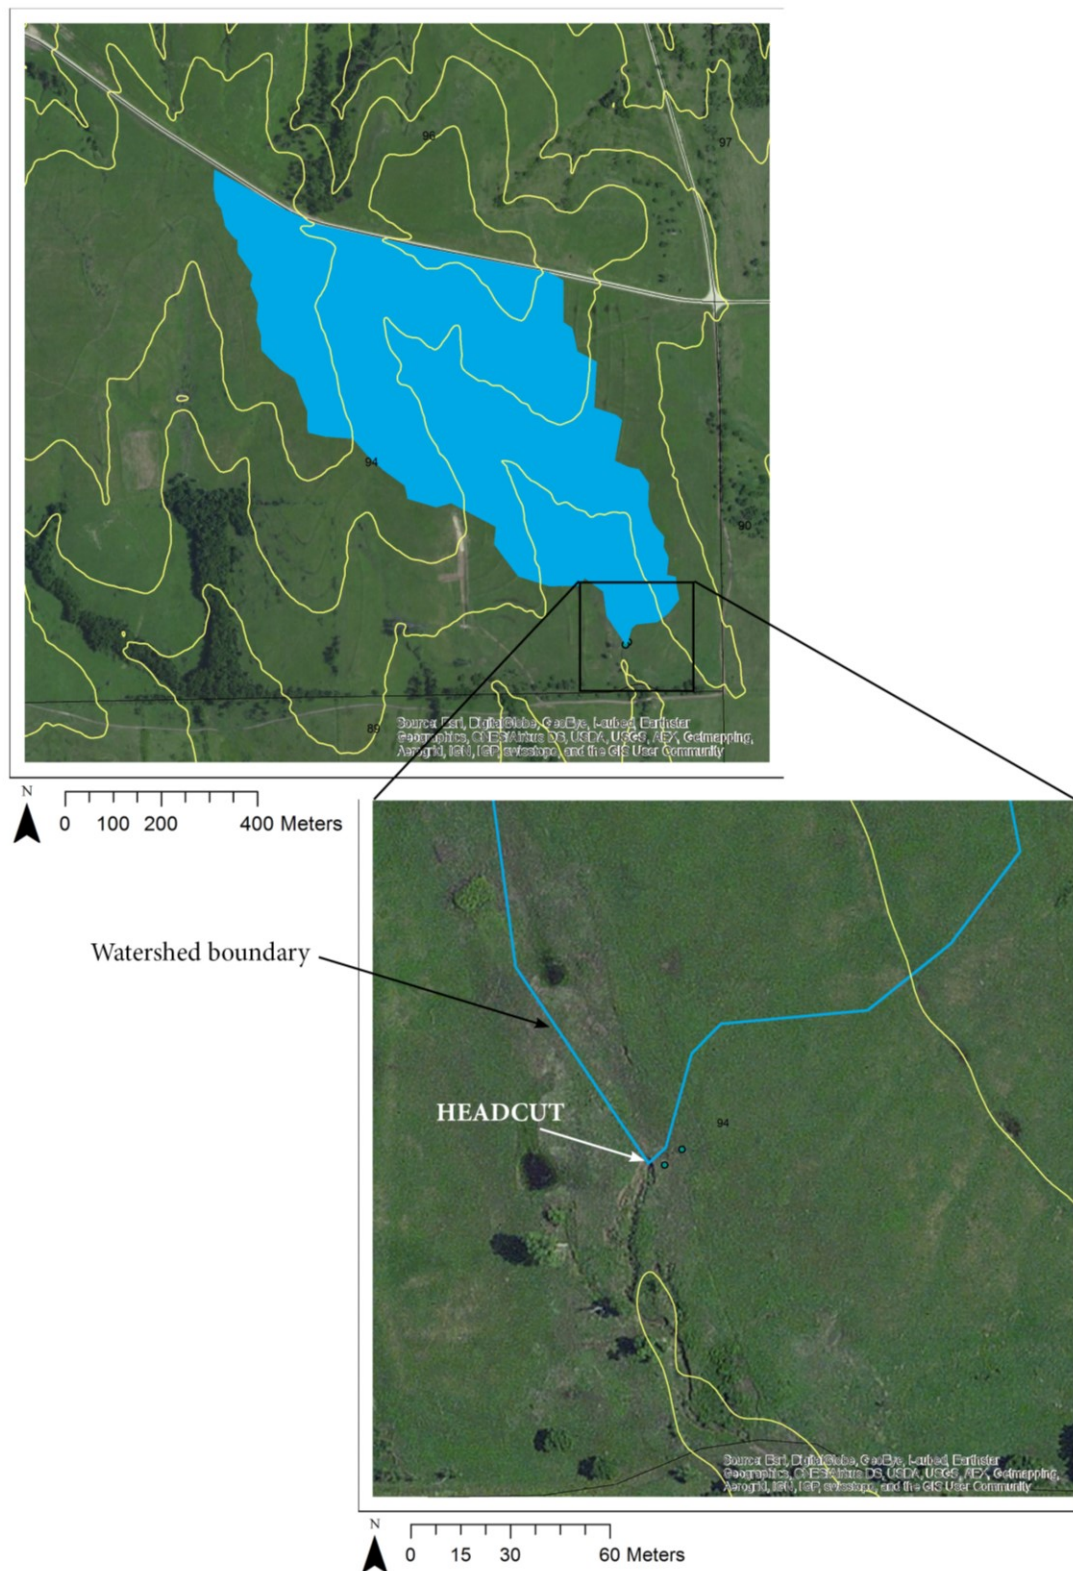 96
97
94
90
89
Source: Esri, DigitalGlobe, GeoEye, i-cubed, Earthstar
Geographics, CNES/Airbus DS, USDA, USGS, AEX, Getmapping,
Aerogrid, IGN, IGP, swisstopo, and the GIS User Community
N
0 100 200 400 Meters
Watershed boundary
HEADCUT
94
Source: Esri, DigitalGlobe, GeoEye, i-cubed, Earthstar
Geographics, CNES/Airbus DS, USDA, USGS, AEX, Getmapping,
Aerogrid, IGN, IGP, swisstopo, and the GIS User Community
N
0 15 30 60 Meters